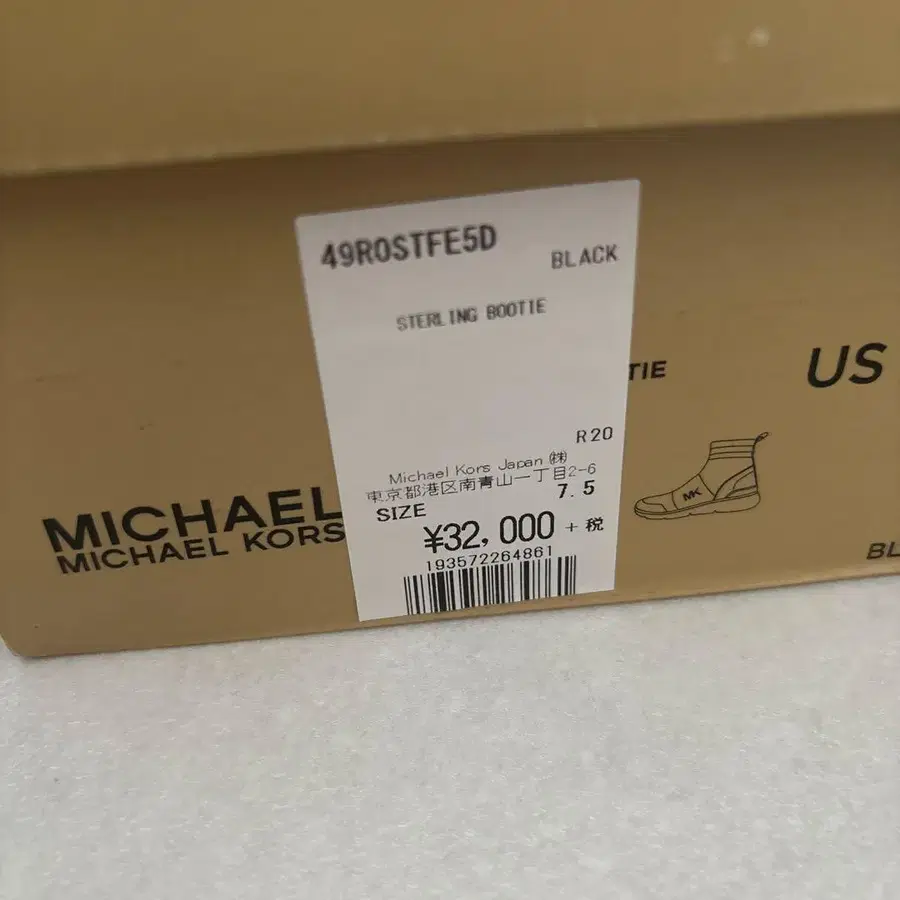 49R0STFE5D
BLACK
STERLING BOOTIE
R20
Michael Kors Japan ㈱
東京都港区南青山一丁目2-6
SIZE 7.5
¥32,000 +税
193572264861
MICHAEL
MICHAEL KORS
TIE
US
MK
BL